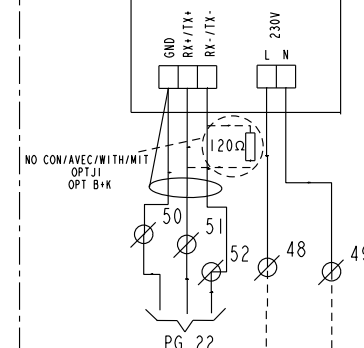 GND
RX+/TX+
RX-/TX-
230V
L N
120Ω
NO CON/AVEC/WITH/MIT
OPTJ1
OPT B+K
50
51
52
48
49
PG 22